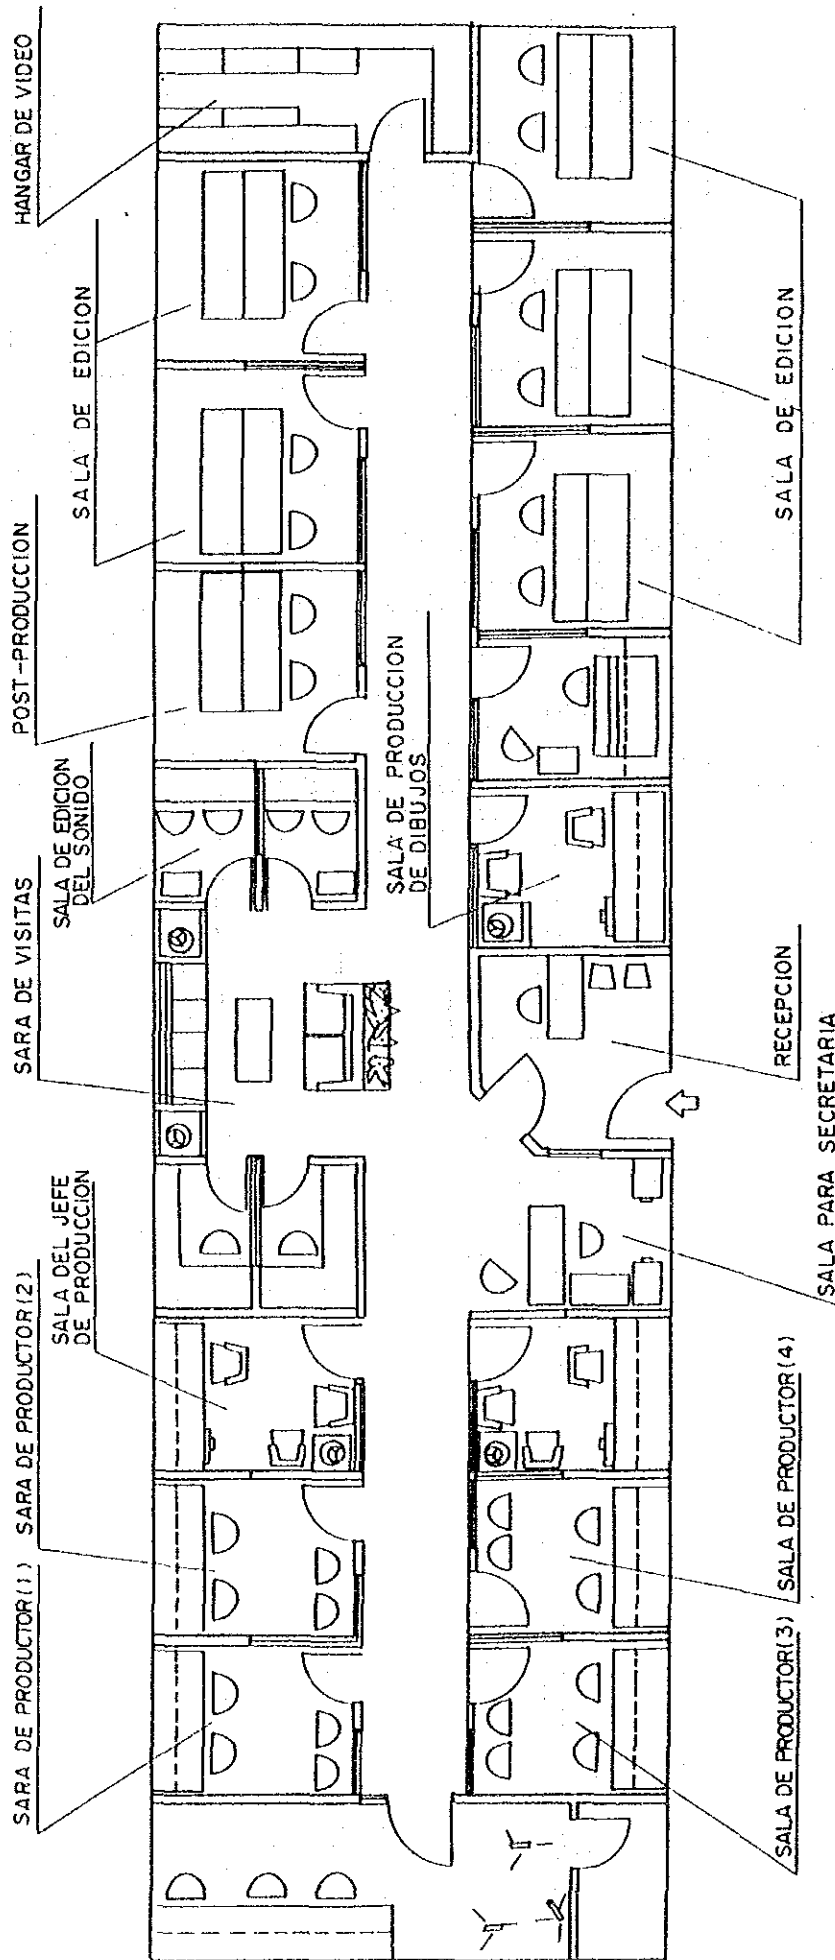 SARA DE PRODUCTOR(1)
SARA DE PRODUCTOR(2)
SALA DEL JEFE
DE PRODUCCION
SARA DE VISITAS
SALA DE EDICION
DEL SONIDO
POST-PRODUCCION
SALA DE EDICION
HANGAR DE VIDEO
SALA DE PRODUCCION
DE DIBUJOS
SALA DE PRODUCTOR(3)
SALA DE PRODUCTOR(4)
SALA PARA SECRETARIA
RECEPCION
SALA DE EDICION